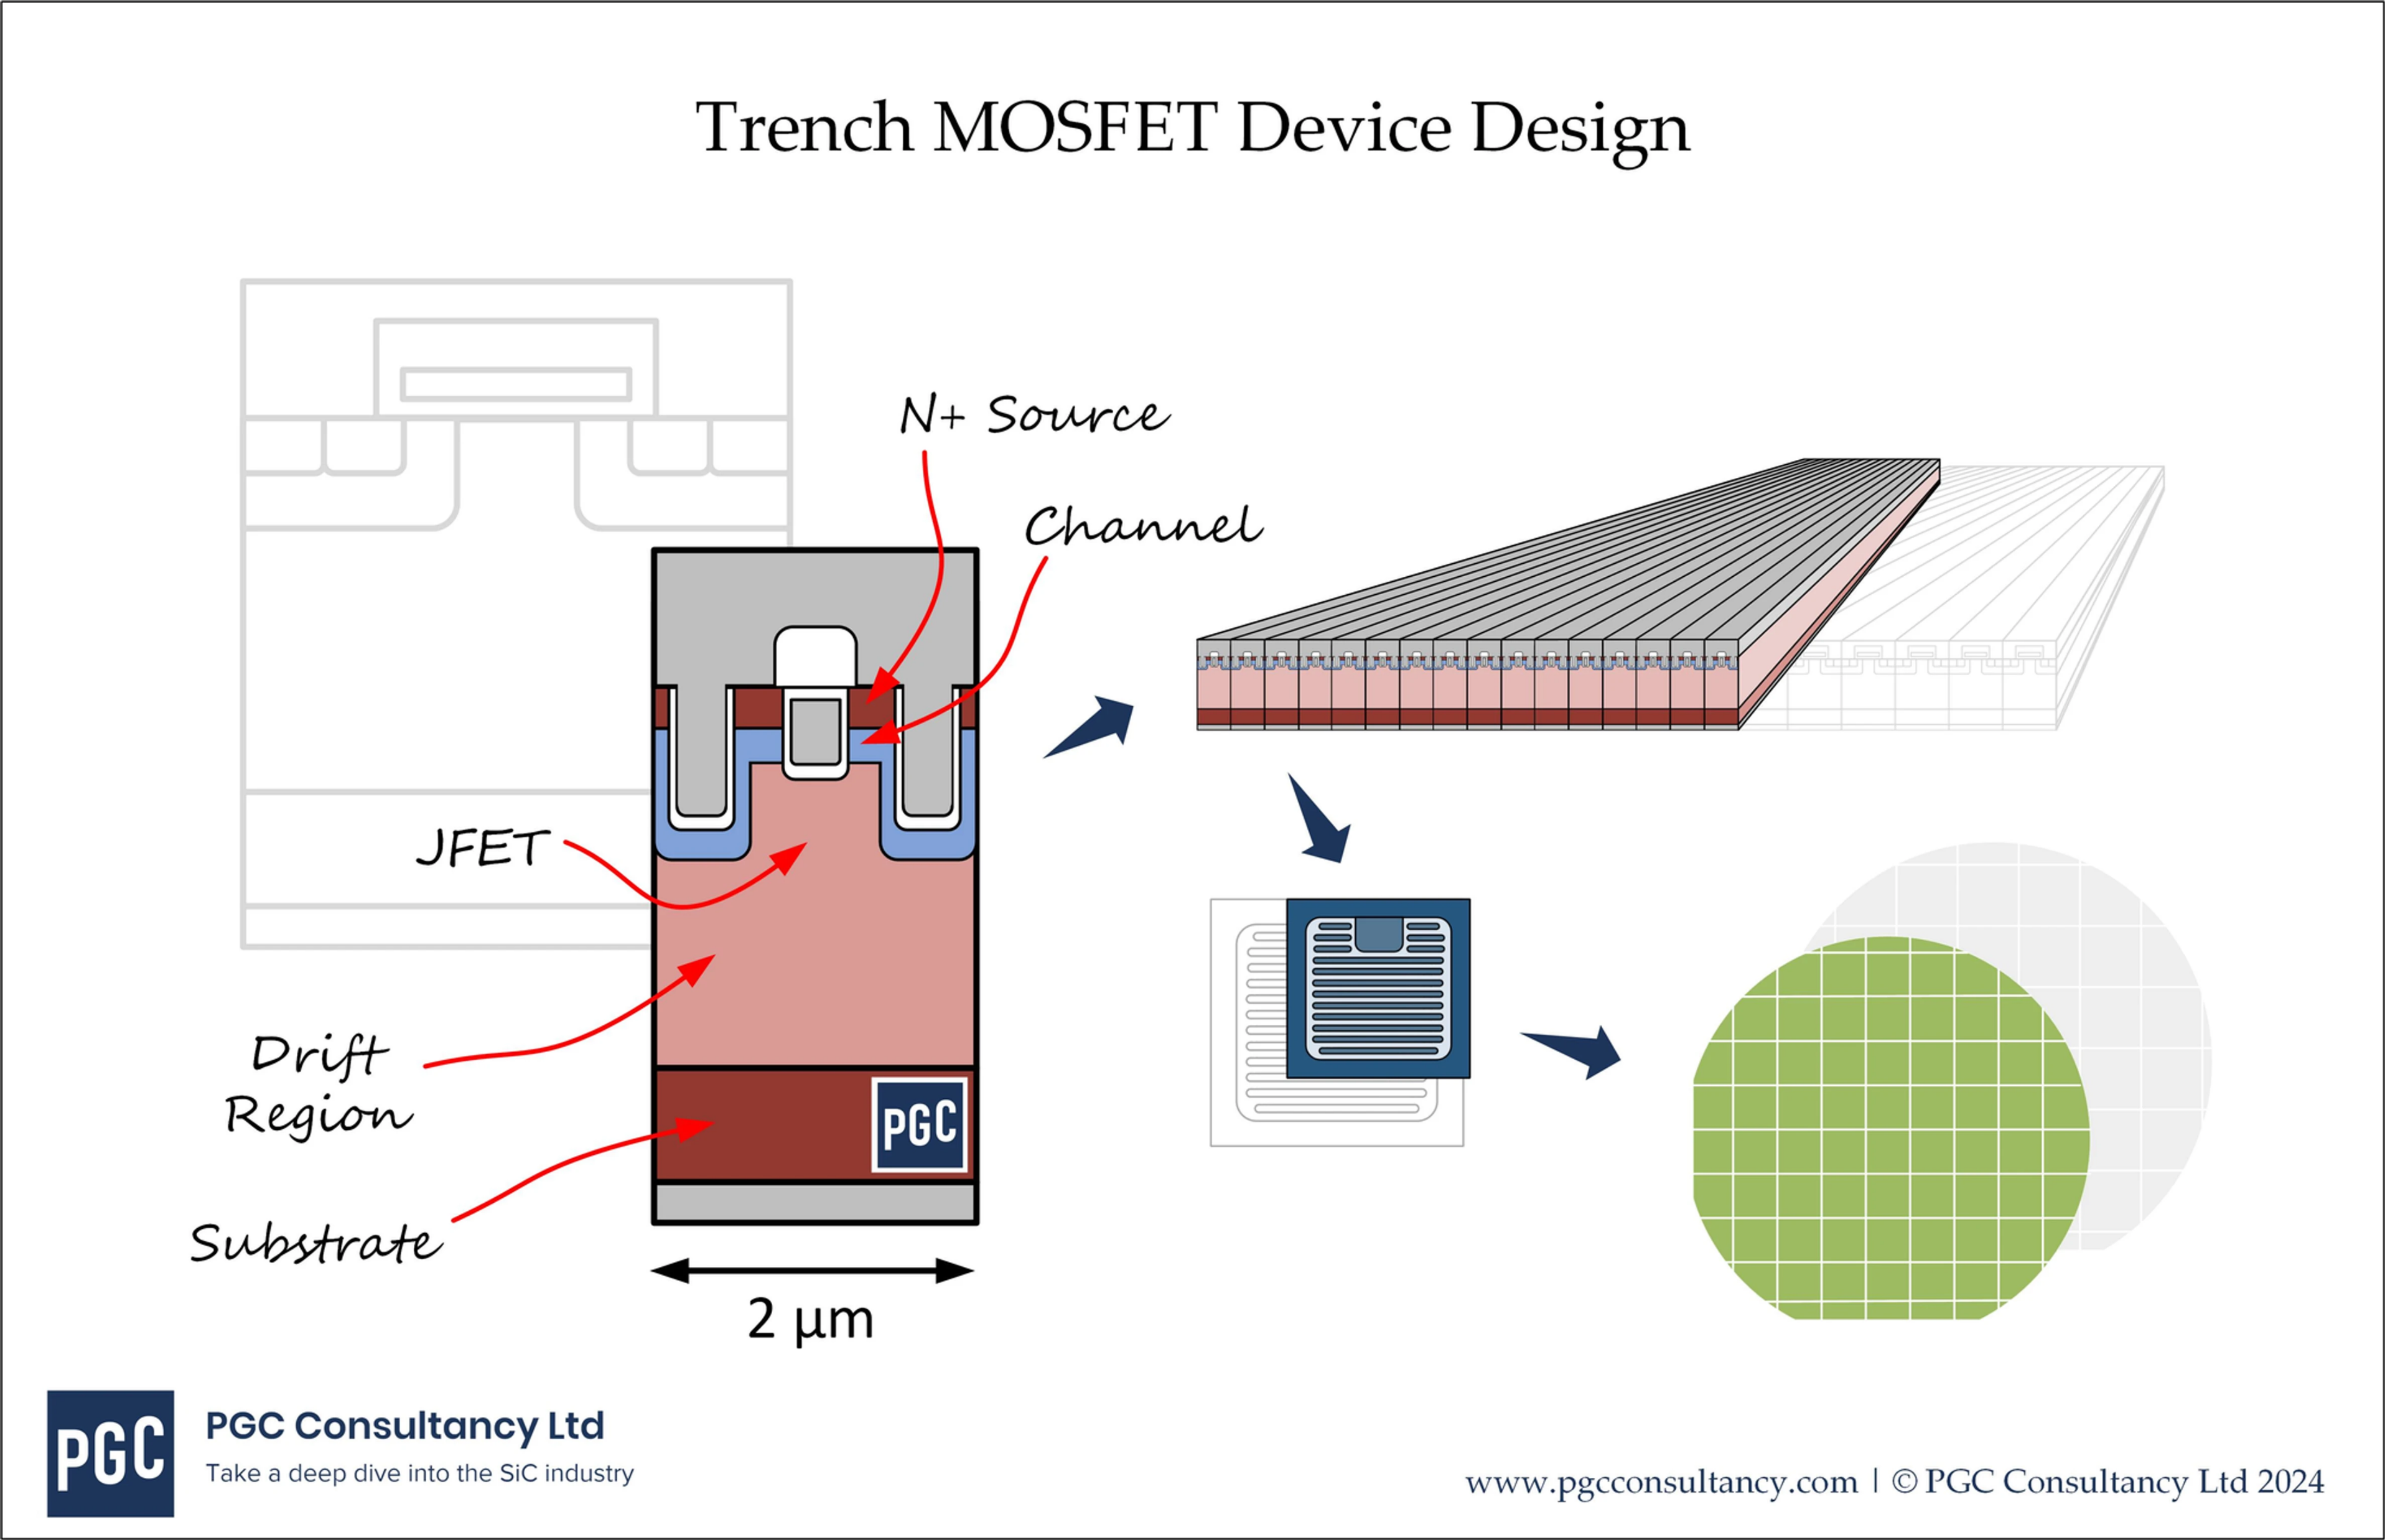 Trench MOSFET Device Design
N+ Source
Channel
JFET
Drift
Region
PGC
Substrate
2 µm
PGC
PGC Consultancy Ltd
Take a deep dive into the SiC industry
www.pgcconsultancy.com | © PGC Consultancy Ltd 2024